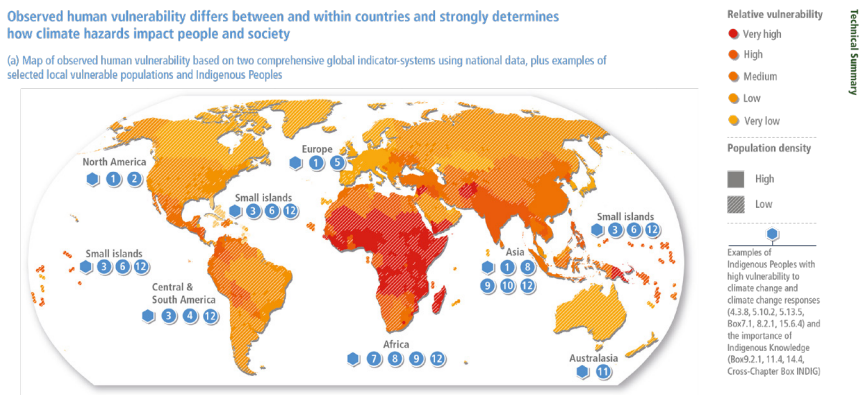 Observed human vulnerability differs between and within countries and strongly determines
how climate hazards impact people and society
(a) Map of observed human vulnerability based on two comprehensive global indicator-systems using national data, plus examples of
selected local vulnerable populations and Indigenous Peoples
North America
1 2
Europe
1 5
Small islands
3 6 12
Small islands
3 6 12
Small islands
3 6 12
Asia
1 8
9 10 12
Central &
South America
3 4 12
Africa
7 8 9 12
Australasia
11
Relative vulnerability
Very high
High
Medium
Low
Very low
Population density
High
Low
Examples of
Indigenous Peoples with
high vulnerability to
climate change and
climate change responses
(4.3.8, 5.10.2, 5.13.5,
Box7.1, 8.2.1, 15.6.4) and
the importance of
Indigenous Knowledge
(Box9.2.1, 11.4, 14.4,
Cross-Chapter Box INDIG)
Technical Summary